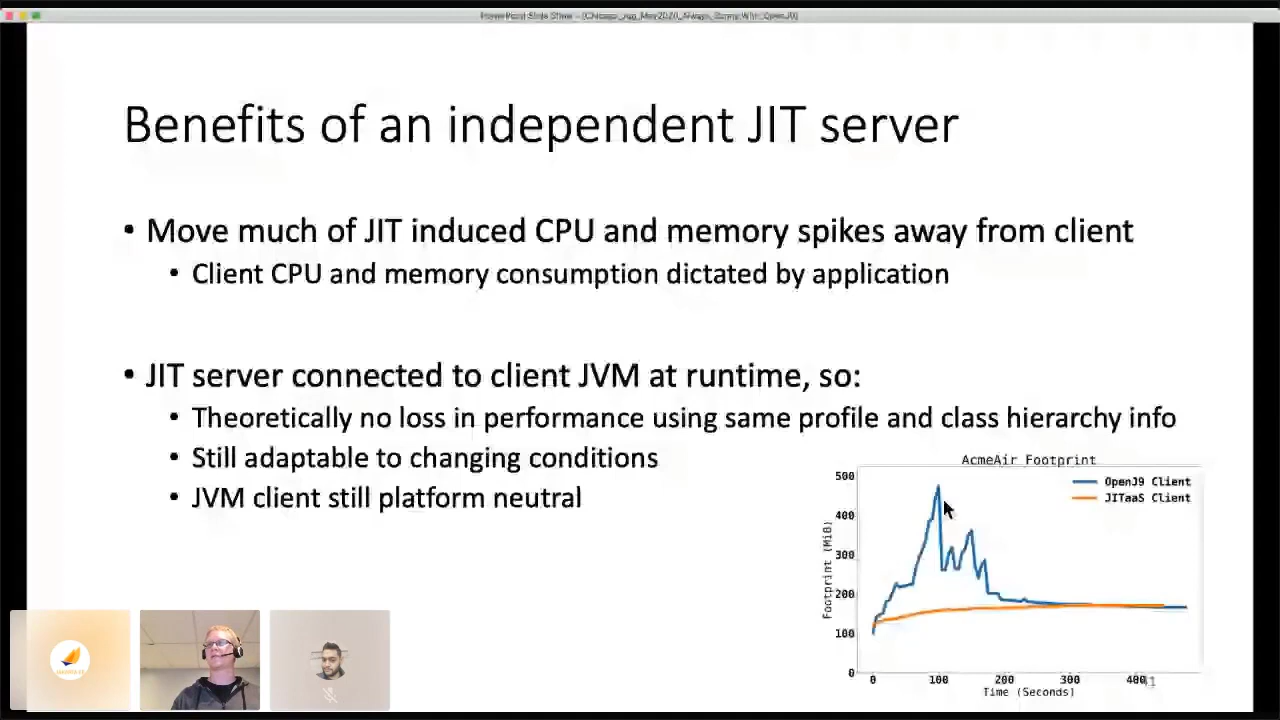 PowerPoint Slide Show - [Chicago_Jug_May2020_Always_Sunny_With_OpenJ9]
Benefits of an independent JIT server
• Move much of JIT induced CPU and memory spikes away from client
• Client CPU and memory consumption dictated by application
• JIT server connected to client JVM at runtime, so:
• Theoretically no loss in performance using same profile and class hierarchy info
• Still adaptable to changing conditions
• JVM client still platform neutral
AcmeAir Footprint
OpenJ9 Client
JITaaS Client
Footprint (MiB)
500
400
300
200
100
0
0 100 200 300 400
Time (Seconds)